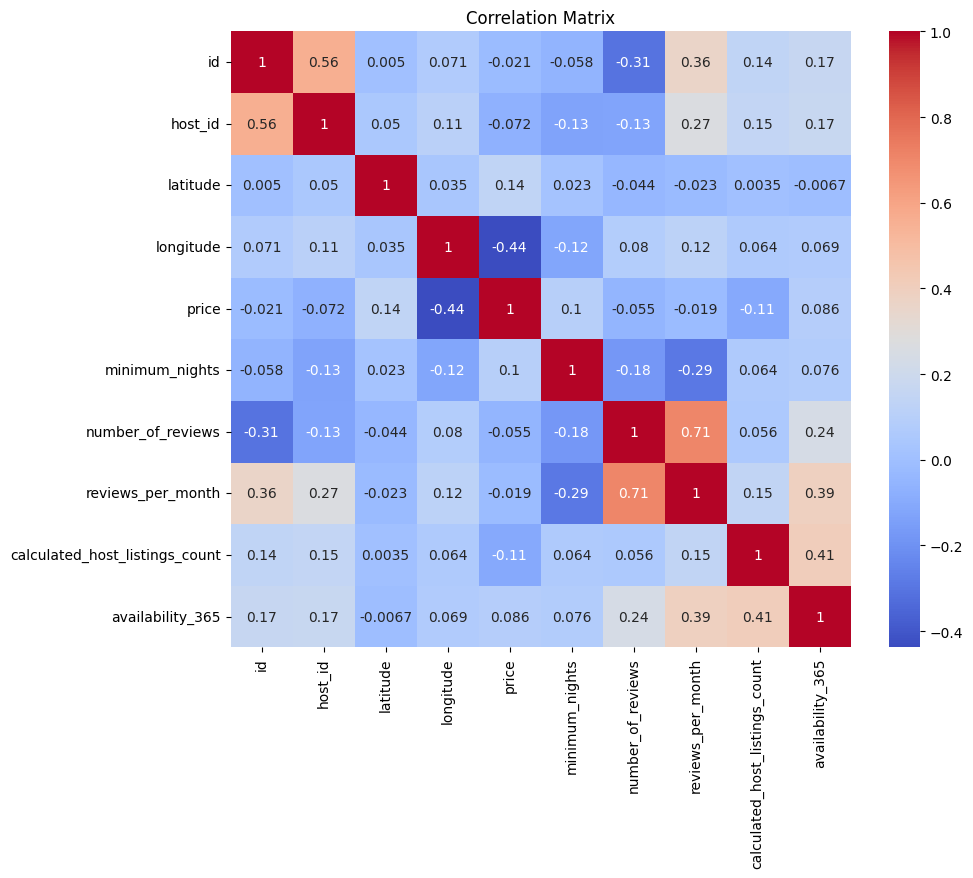 Correlation Matrix
id 1 0.56 0.005 0.071 -0.021 -0.058 -0.31 0.36 0.14 0.17
host_id 0.56 1 0.05 0.11 -0.072 -0.13 -0.13 0.27 0.15 0.17
latitude 0.005 0.05 1 0.035 0.14 0.023 -0.044 -0.023 0.0035 -0.0067
longitude 0.071 0.11 0.035 1 -0.44 -0.12 0.08 0.12 0.064 0.069
price -0.021 -0.072 0.14 -0.44 1 0.1 -0.055 -0.019 -0.11 0.086
minimum_nights -0.058 -0.13 0.023 -0.12 0.1 1 -0.18 -0.29 0.064 0.076
number_of_reviews -0.31 -0.13 -0.044 0.08 -0.055 -0.18 1 0.71 0.056 0.24
reviews_per_month 0.36 0.27 -0.023 0.12 -0.019 -0.29 0.71 1 0.15 0.39
calculated_host_listings_count 0.14 0.15 0.0035 0.064 -0.11 0.064 0.056 0.15 1 0.41
availability_365 0.17 0.17 -0.0067 0.069 0.086 0.076 0.24 0.39 0.41 1
id
host_id
latitude
longitude
price
minimum_nights
number_of_reviews
reviews_per_month
calculated_host_listings_count
availability_365
1.0
0.8
0.6
0.4
0.2
0.0
−0.2
−0.4